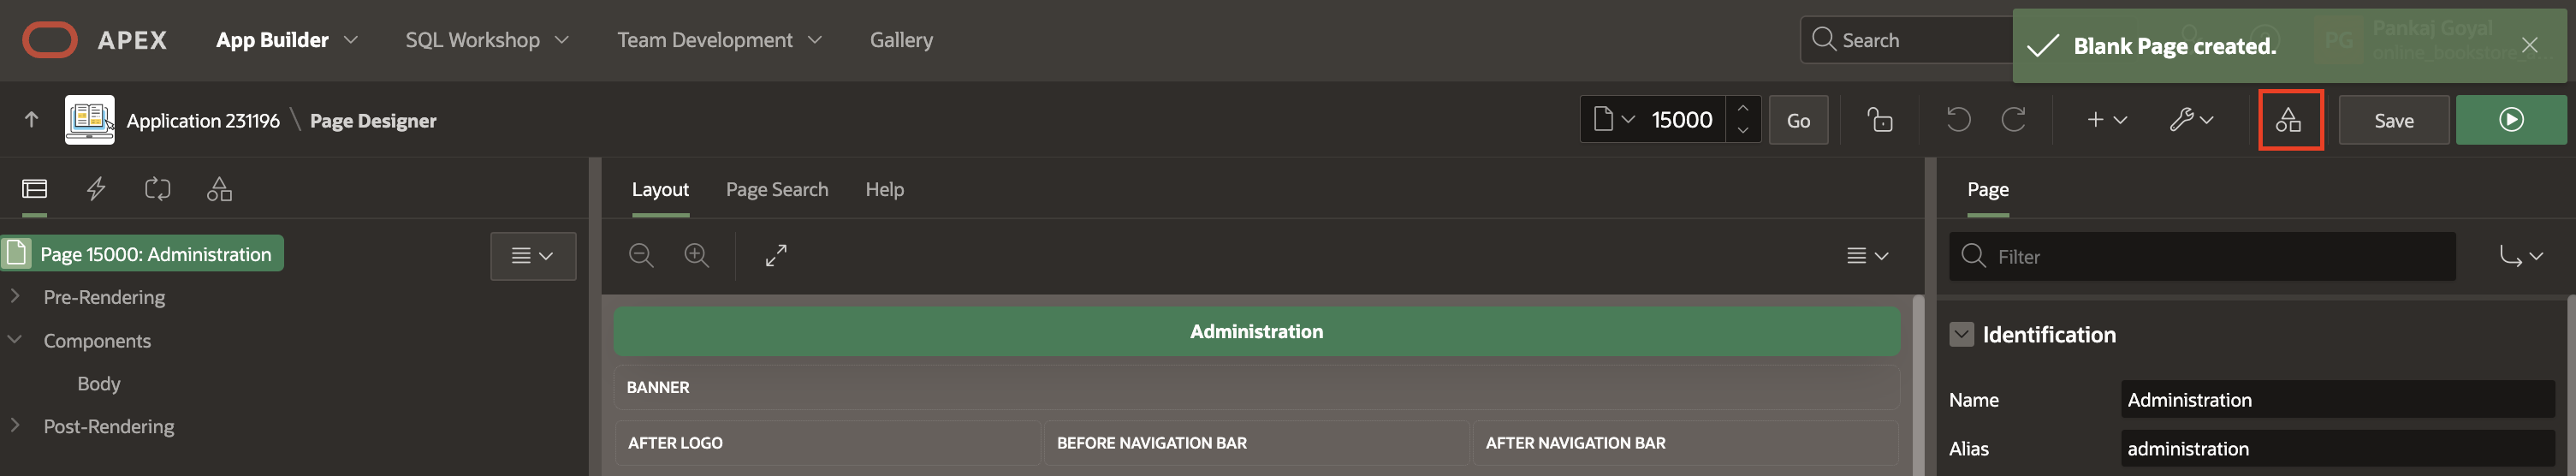 APEX App Builder SQL Workshop Team Development Gallery Search Blank Page created.
PG Pankaj Goyal
Application 231196 \ Page Designer 15000 Go Save
Layout Page Search Help Page
Page 15000: Administration Filter
Pre-Rendering
Components
Body
Post-Rendering
Administration
BANNER
AFTER LOGO BEFORE NAVIGATION BAR AFTER NAVIGATION BAR
Identification
Name Administration
Alias administration